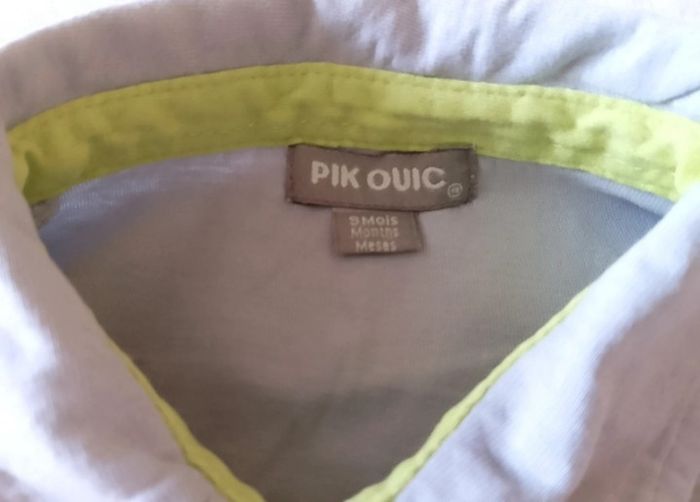 PIK OUIC ®
9 Mois
Months
Meses